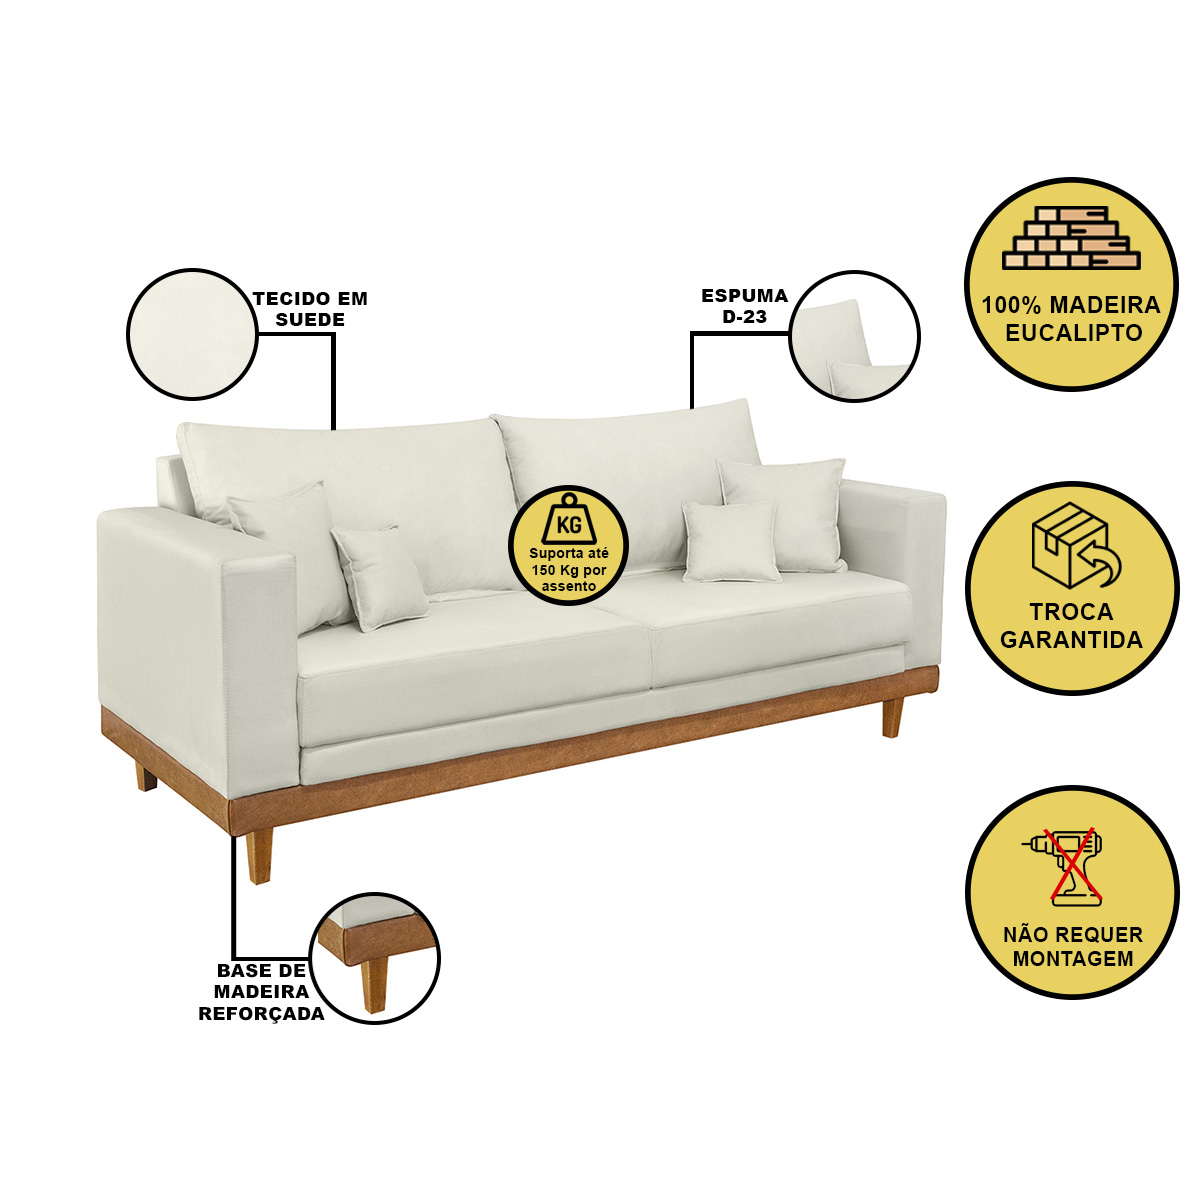 TECIDO EM
SUEDE
ESPUMA
D-23
100% MADEIRA
EUCALIPTO
KG
Suporta até
150 Kg por
assento
TROCA
GARANTIDA
NÃO REQUER
MONTAGEM
BASE DE
MADEIRA
REFORÇADA